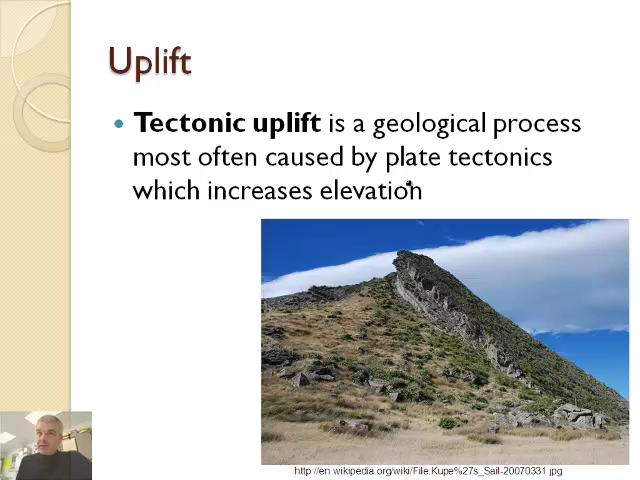 Uplift
Tectonic uplift is a geological process
most often caused by plate tectonics
which increases elevation
http://en.wikipedia.org/wiki/File:Kupe%27s_Sail-20070331.jpg